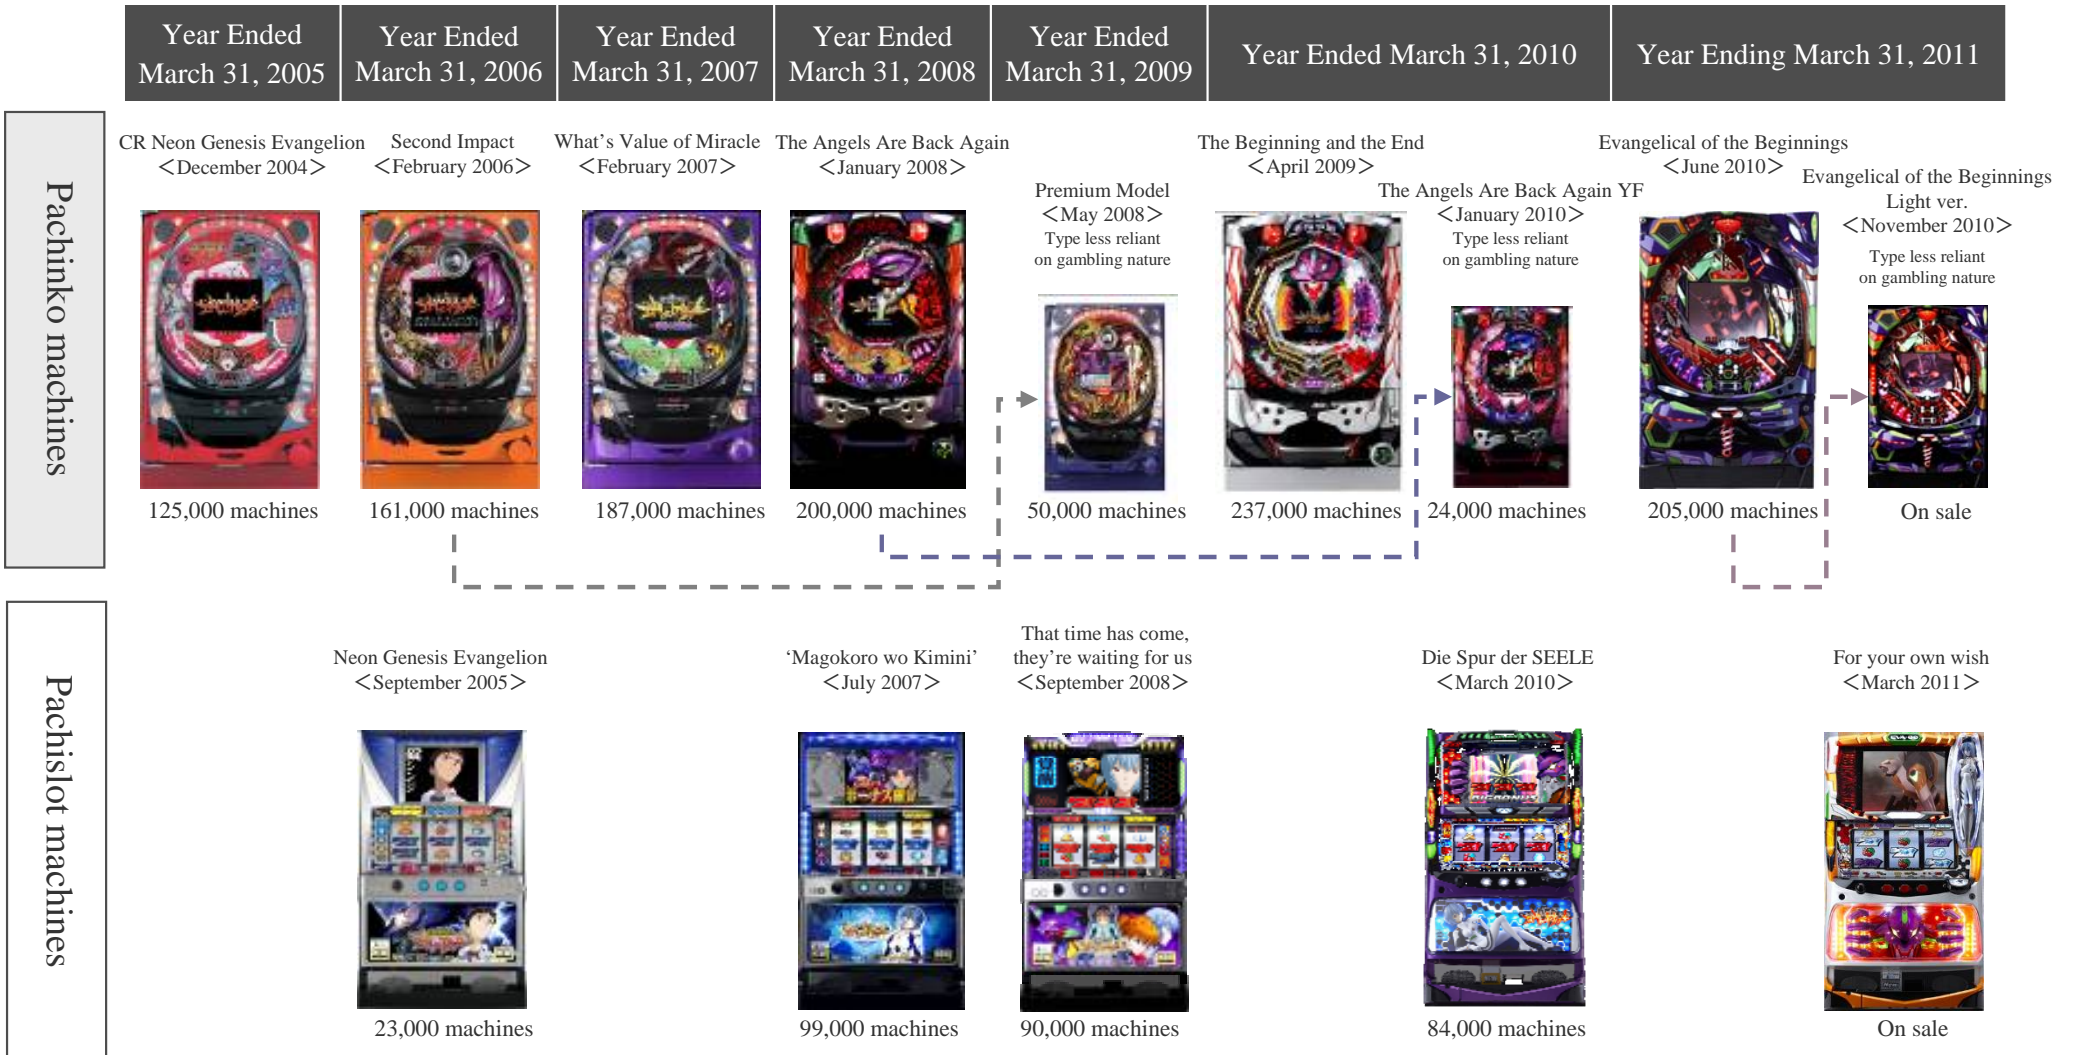 Year Ended
March 31, 2005
Year Ended
March 31, 2006
Year Ended
March 31, 2007
Year Ended
March 31, 2008
Year Ended
March 31, 2009
Year Ended March 31, 2010
Year Ending March 31, 2011
Pachinko machines
CR Neon Genesis Evangelion
<December 2004>
125,000 machines
Second Impact
<February 2006>
161,000 machines
What's Value of Miracle
<February 2007>
187,000 machines
The Angels Are Back Again
<January 2008>
200,000 machines
Premium Model
<May 2008>
Type less reliant
on gambling nature
50,000 machines
The Beginning and the End
<April 2009>
237,000 machines
The Angels Are Back Again YF
<January 2010>
Type less reliant
on gambling nature
24,000 machines
Evangelical of the Beginnings
<June 2010>
205,000 machines
Evangelical of the Beginnings
Light ver.
<November 2010>
Type less reliant
on gambling nature
On sale
Pachislot machines
Neon Genesis Evangelion
<September 2005>
23,000 machines
‘Magokoro wo Kimini’
<July 2007>
99,000 machines
That time has come,
they're waiting for us
<September 2008>
90,000 machines
Die Spur der SEELE
<March 2010>
84,000 machines
For your own wish
<March 2011>
On sale